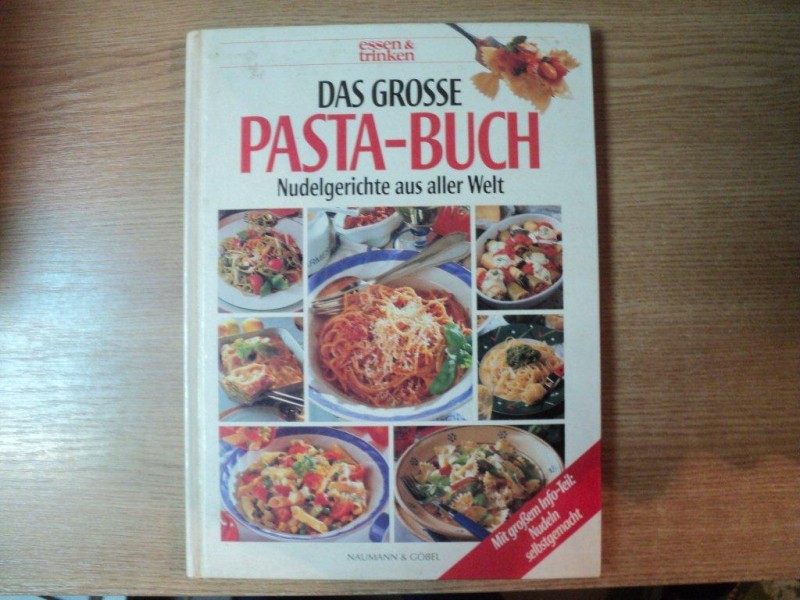 essen &
trinken
DAS GROSSE
PASTA-BUCH
Nudelgerichte aus aller Welt
Mit großem Info-Teil:
Nudeln
selbstgemacht
NAUMANN & GÖBEL